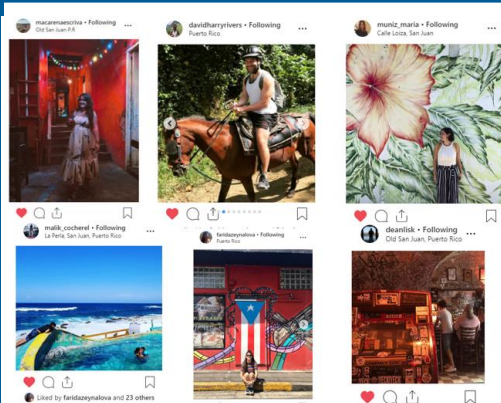 macarenaescriva • Following
Old San Juan P.R
davidharryrivers • Following
Puerto Rico
muniz_maria • Following
Calle Loiza, San Juan
malik_cocherel • Following
La Perla, San Juan, Puerto Rico
Liked by faridazeynalova and 23 others
faridazeynalova • Following
Puerto Rico
deanlisk • Following
Old San Juan, Puerto Rico